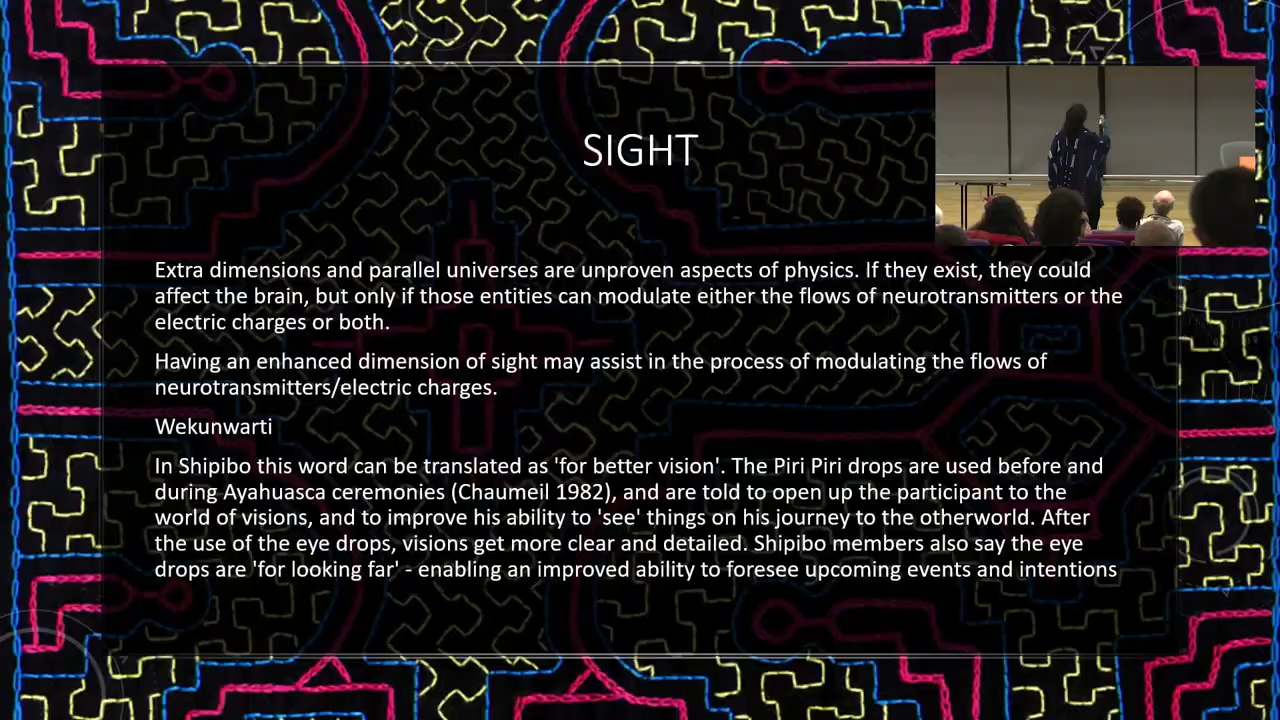 SIGHT
Extra dimensions and parallel universes are unproven aspects of physics. If they exist, they could
affect the brain, but only if those entities can modulate either the flows of neurotransmitters or the
electric charges or both.
Having an enhanced dimension of sight may assist in the process of modulating the flows of
neurotransmitters/electric charges.
Wekunwarti
In Shipibo this word can be translated as 'for better vision'. The Piri Piri drops are used before and
during Ayahuasca ceremonies (Chaumeil 1982), and are told to open up the participant to the
world of visions, and to improve his ability to 'see' things on his journey to the otherworld. After
the use of the eye drops, visions get more clear and detailed. Shipibo members also say the eye
drops are 'for looking far' - enabling an improved ability to foresee upcoming events and intentions